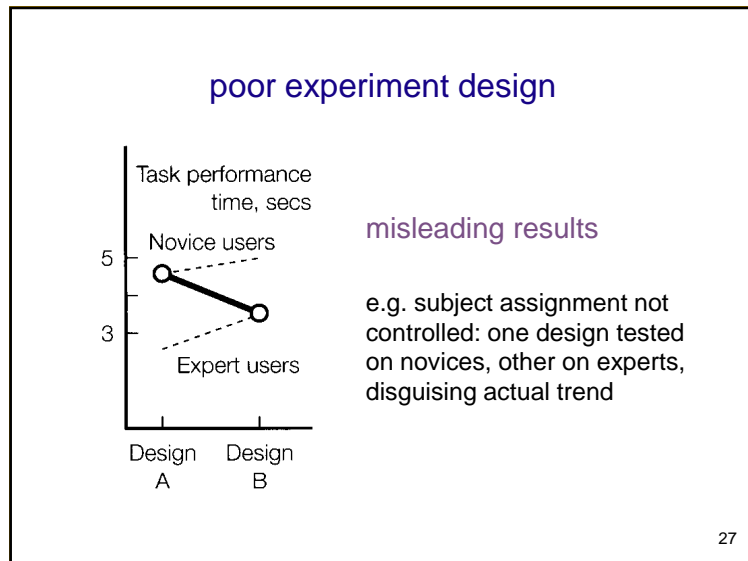 poor experiment design
Task performance
time, secs
Novice users
5
3
Expert users
Design
A
Design
B
misleading results
e.g. subject assignment not
controlled: one design tested
on novices, other on experts,
disguising actual trend
27